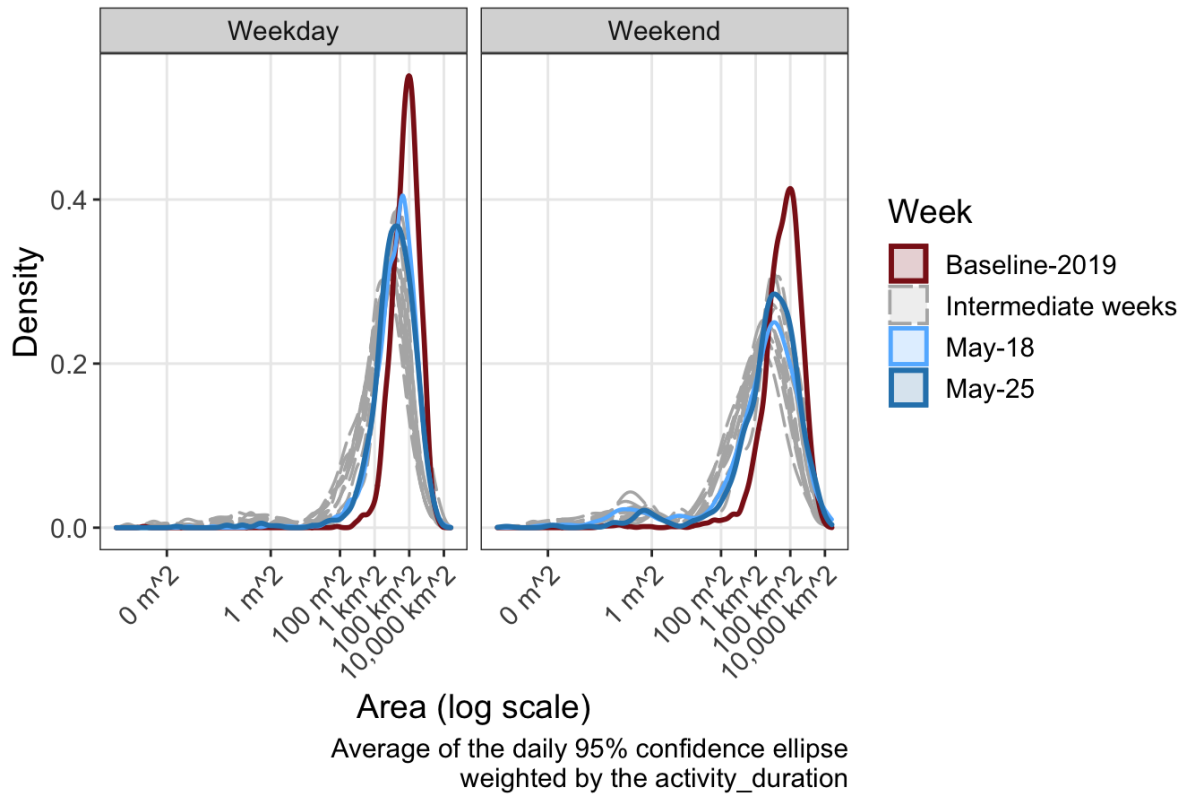 Weekday
Weekend
Density
0.4
0.2
0.0
0 m^2
1 m^2
100 m^2
1 km^2
100 km^2
10,000 km^2
0 m^2
1 m^2
100 m^2
1 km^2
100 km^2
10,000 km^2
Area (log scale)
Average of the daily 95% confidence ellipse
weighted by the activity_duration
Week
Baseline-2019
Intermediate weeks
May-18
May-25